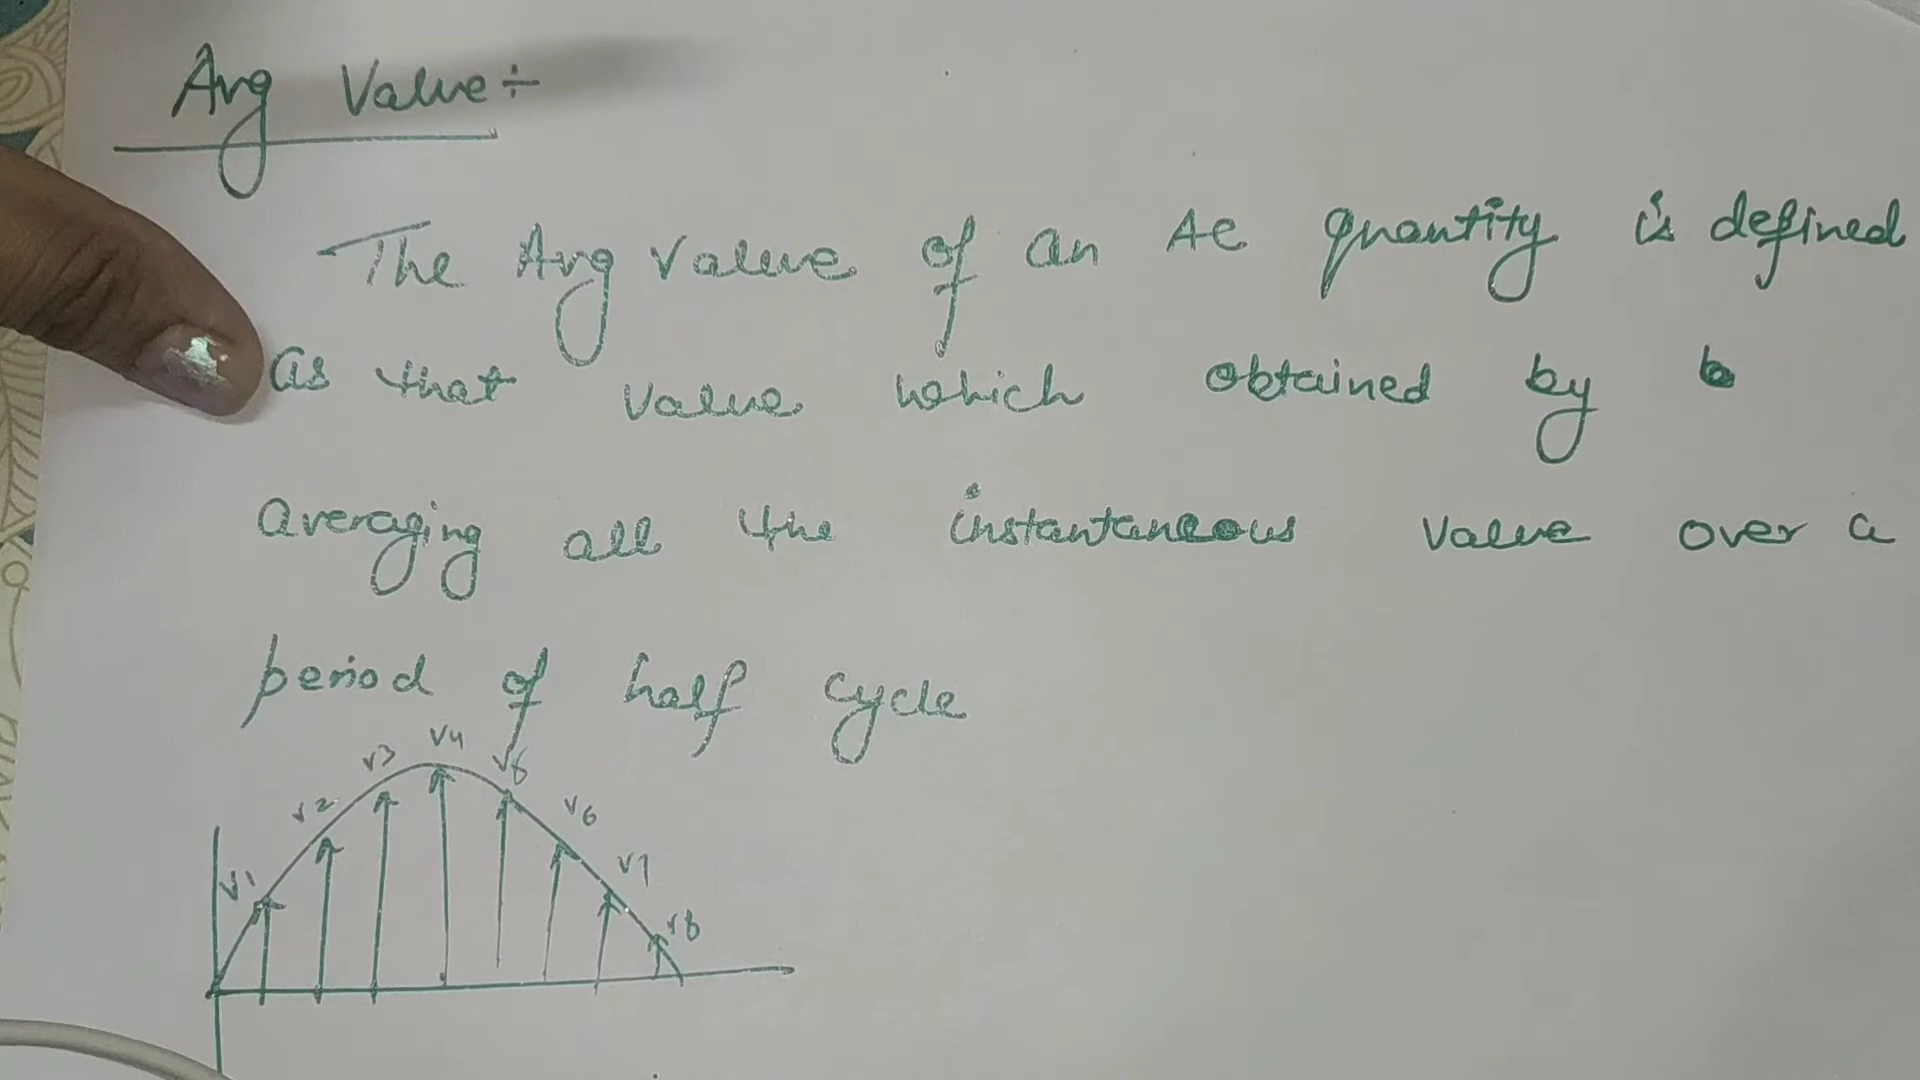 Avg Value÷
The Avg Value of an AC quantity is defined
as that value which obtained by b
averaging all the instantaneous value over a
period of half cycle
v1 v2 v3 v4 v5 v6 v7 v8